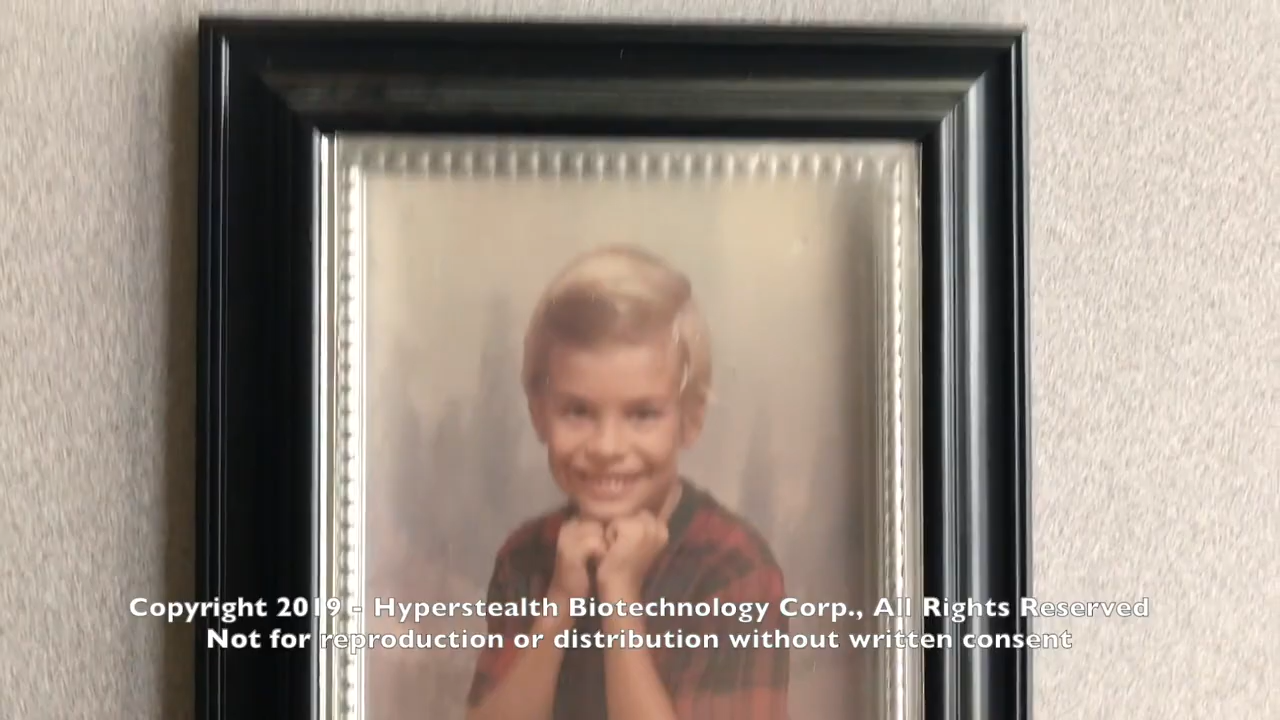 Copyright 2019 - Hyperstealth Biotechnology Corp., All Rights Reserved
Not for reproduction or distribution without written consent